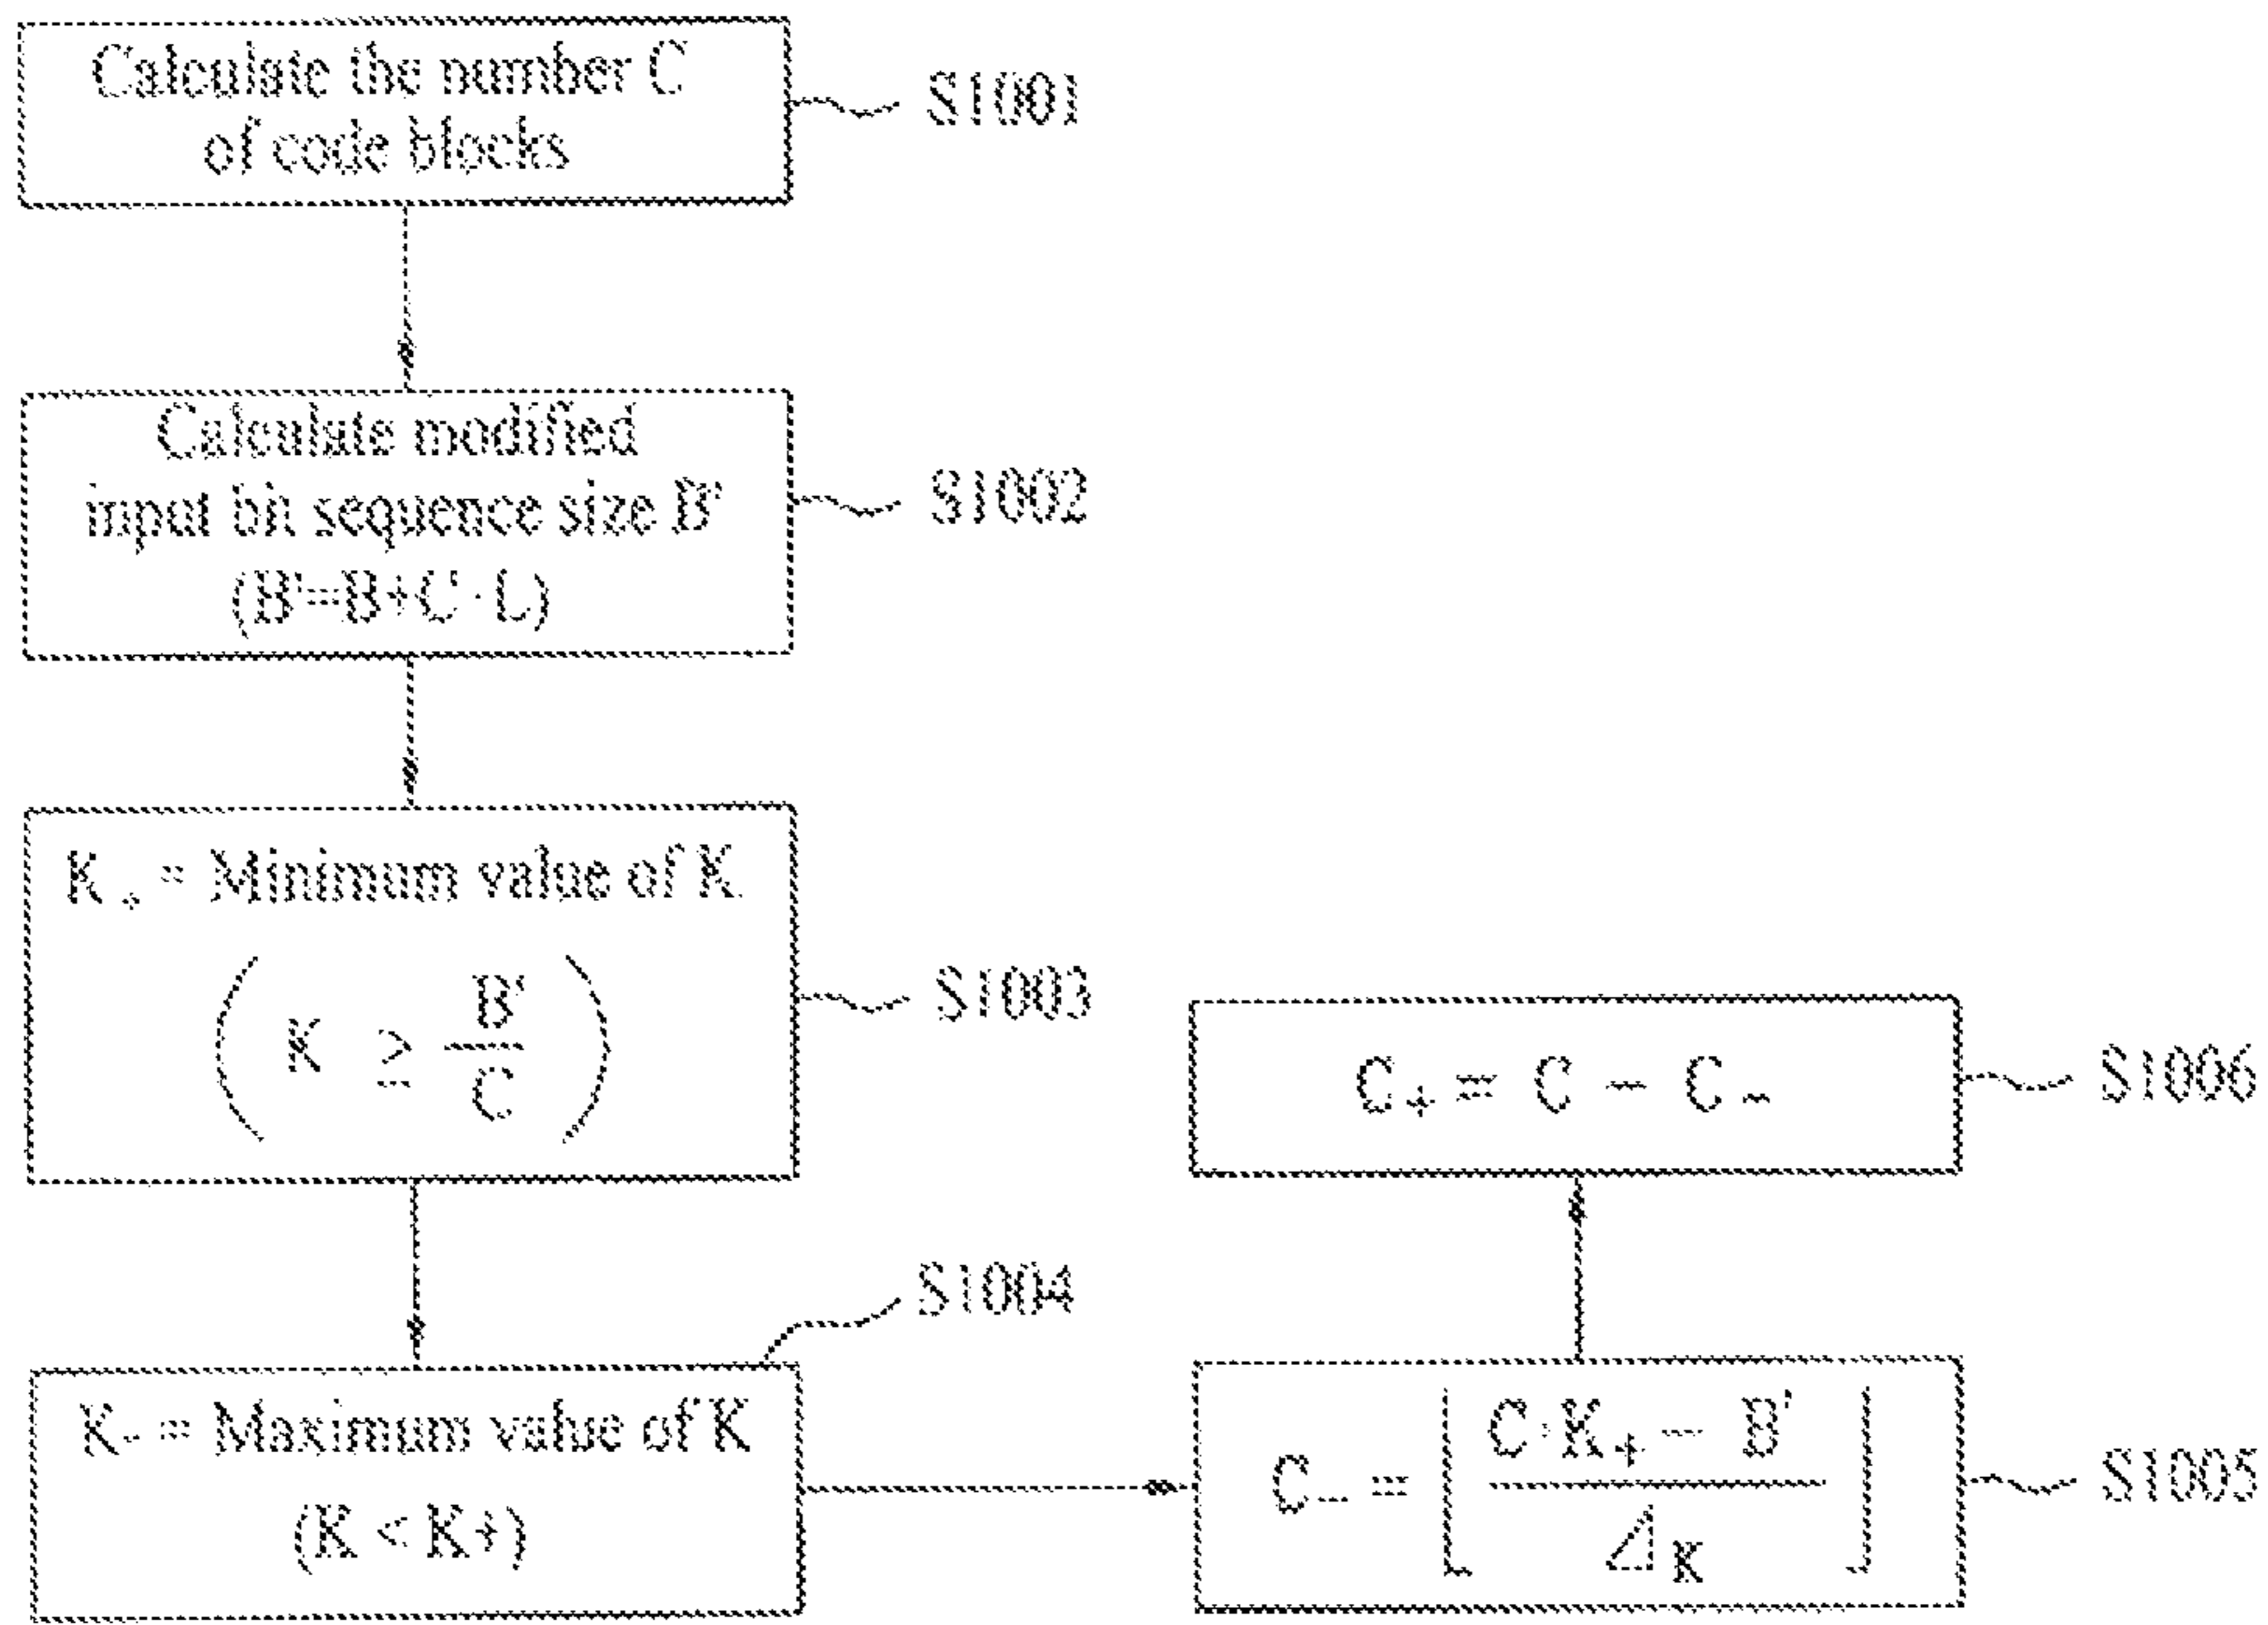 Calculate the number C
of code blocks
S1001
Calculate modified
input bit sequence size B'
(B'=B+C·L)
S1002
K₊ = Minimum value of K
( K ≥ B'/C )
S1003
S1004
K₋ = Maximum value of K
(K < K+)
C₋ = ⌊ (C·K₊ − B') / Δ_K ⌋
S1005
C₊ = C − C₋
S1006